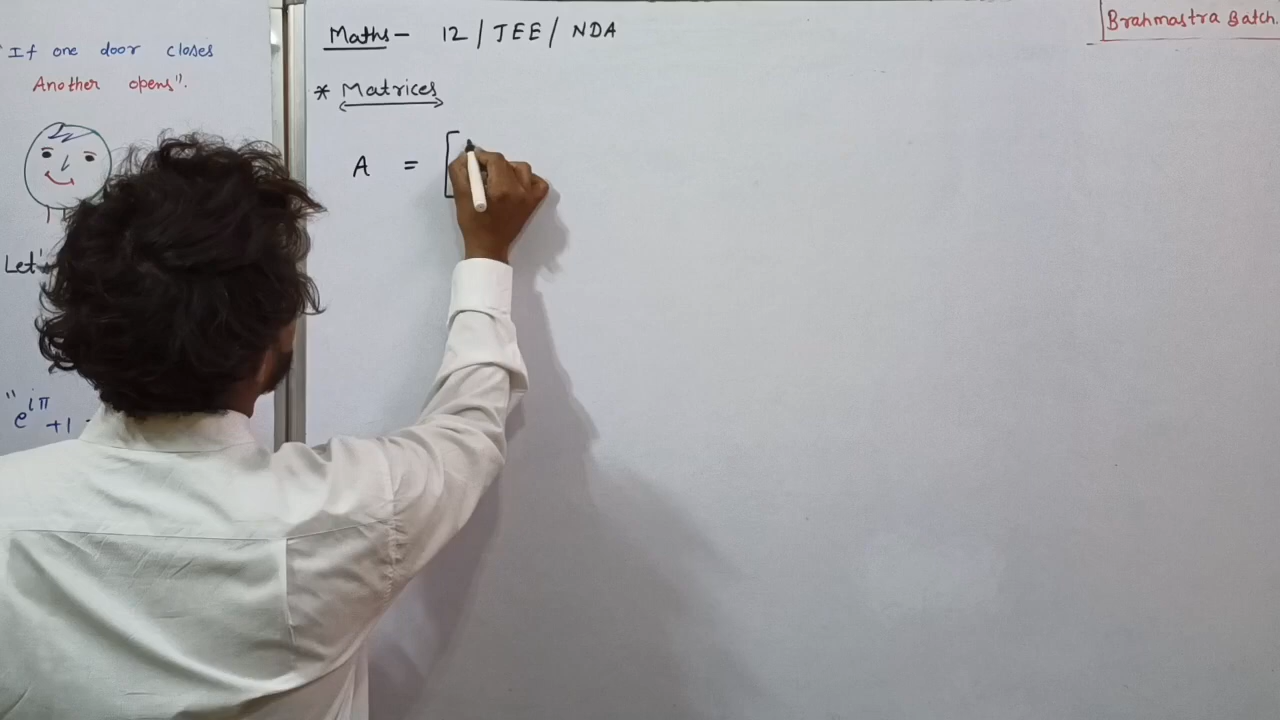 "If one door closes
Another opens".
Let'
"e^iπ +1
Maths - 12 / JEE / NDA
Brahmastra Batch
* Matrices
A = [